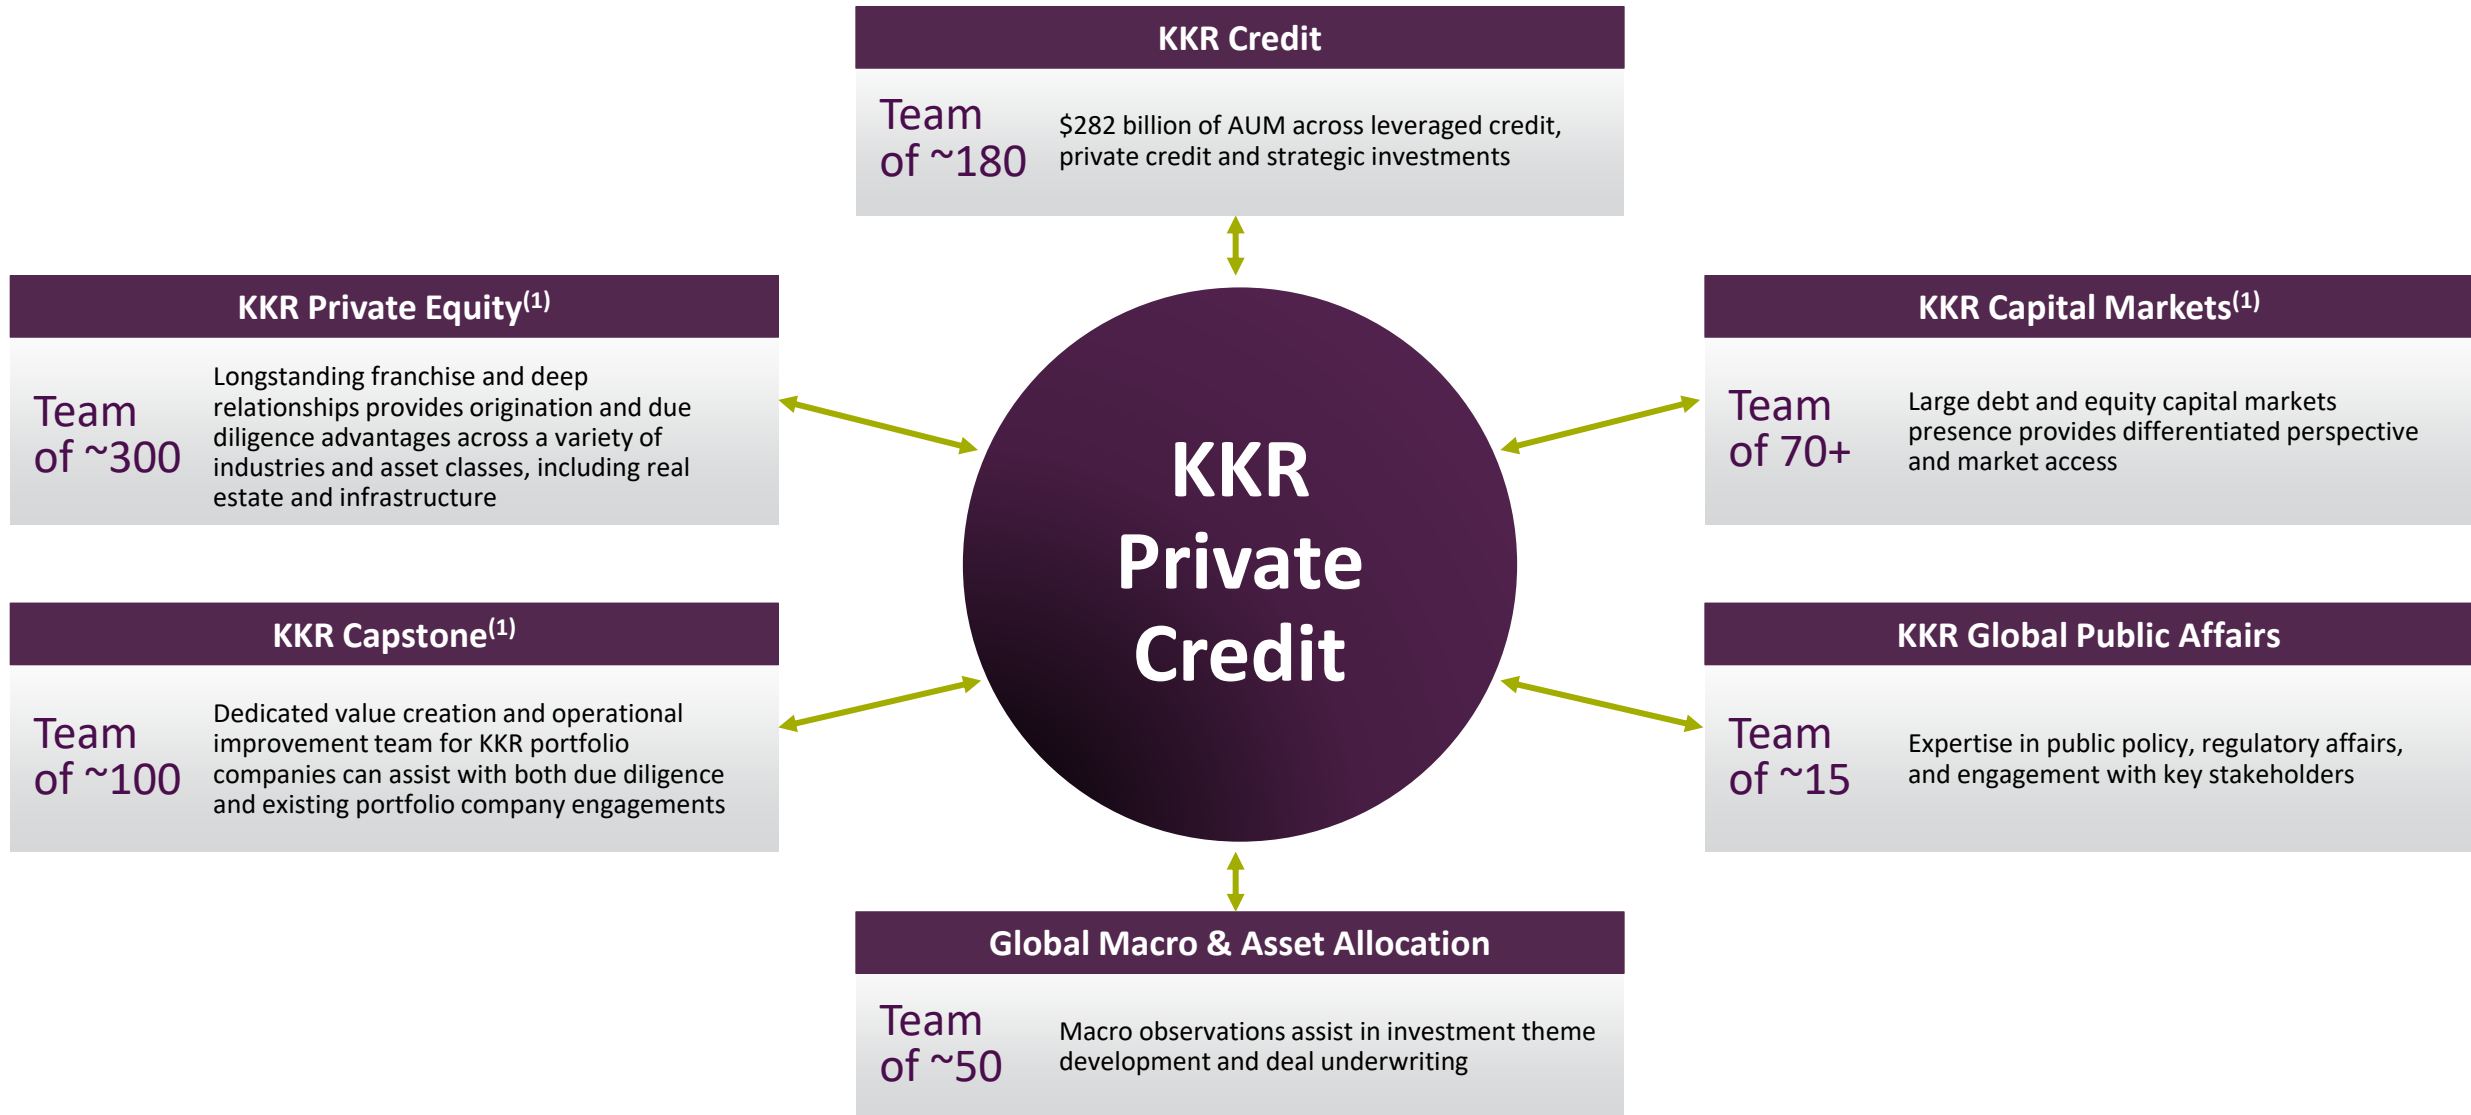 KKR Credit
Team
of ~180
$282 billion of AUM across leveraged credit,
private credit and strategic investments
KKR Private Equity(1)
Team
of ~300
Longstanding franchise and deep
relationships provides origination and due
diligence advantages across a variety of
industries and asset classes, including real
estate and infrastructure
KKR Capital Markets(1)
Team
of 70+
Large debt and equity capital markets
presence provides differentiated perspective
and market access
KKR
Private
Credit
KKR Capstone(1)
Team
of ~100
Dedicated value creation and operational
improvement team for KKR portfolio
companies can assist with both due diligence
and existing portfolio company engagements
KKR Global Public Affairs
Team
of ~15
Expertise in public policy, regulatory affairs,
and engagement with key stakeholders
Global Macro & Asset Allocation
Team
of ~50
Macro observations assist in investment theme
development and deal underwriting